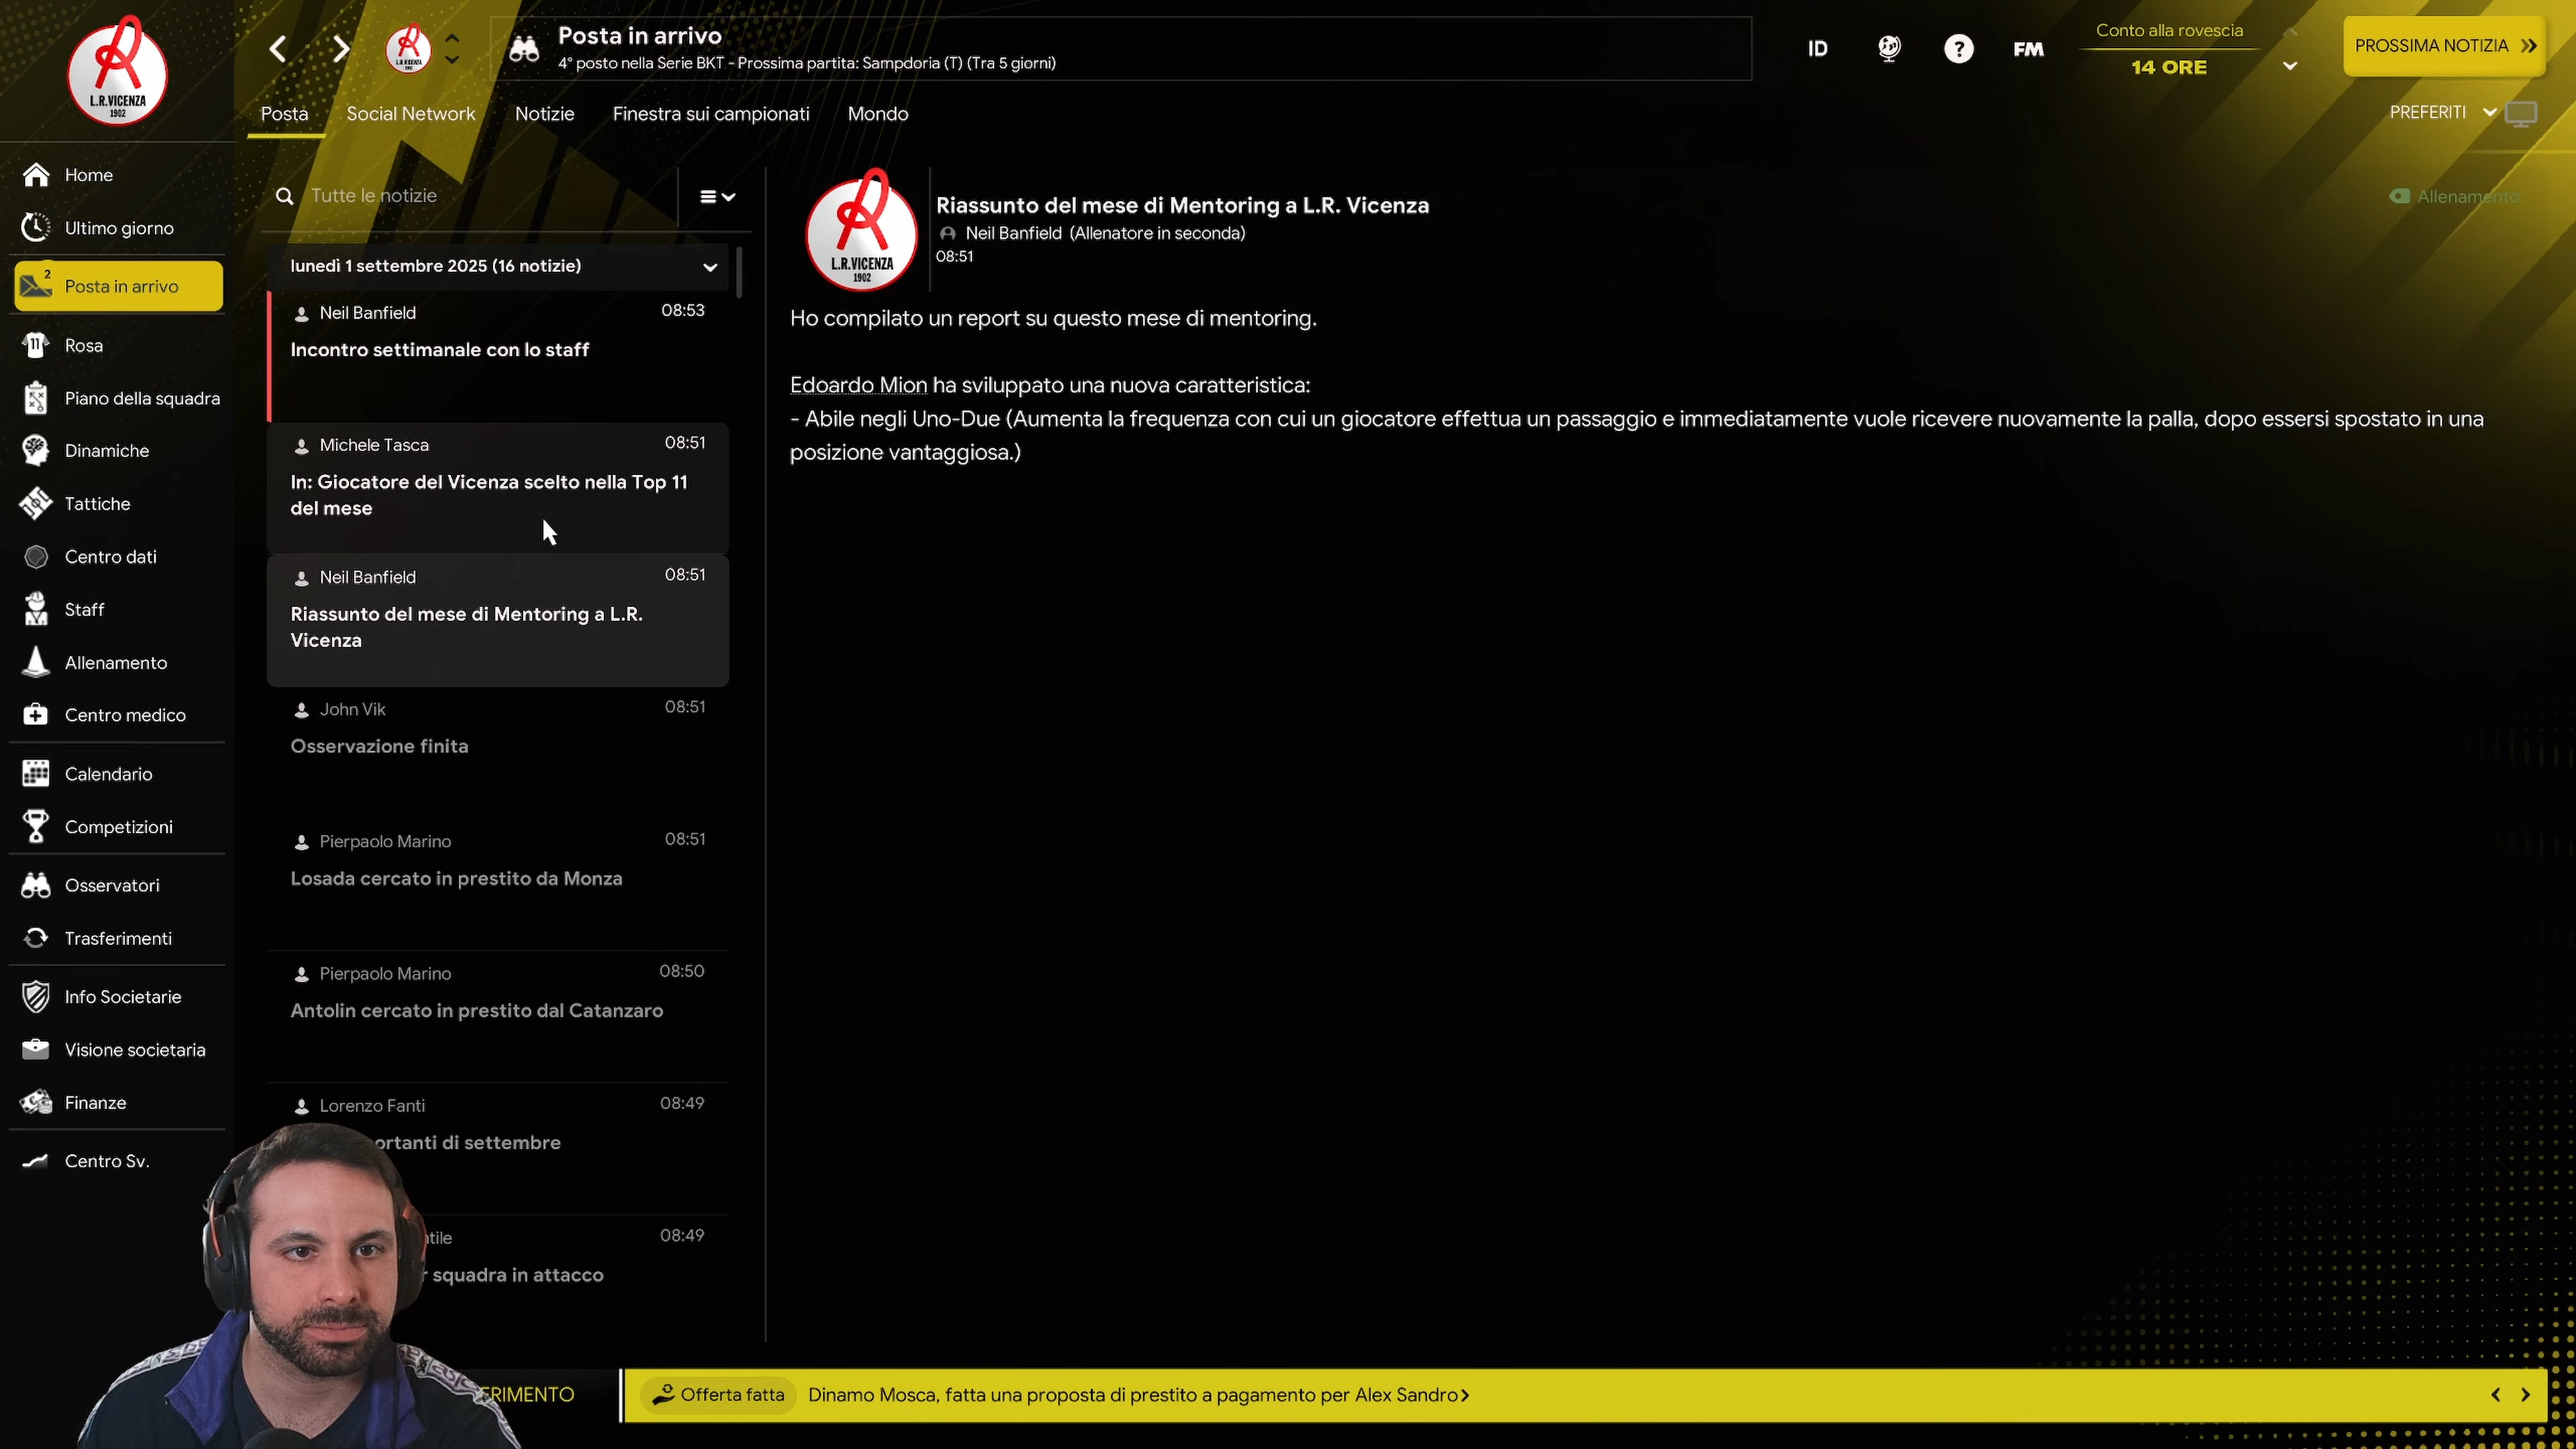 L.R.VICENZA
1902
Posta in arrivo
4° posto nella Serie BKT - Prossima partita: Sampdoria (T) (Tra 5 giorni)
ID
?
FM
Conto alla rovescia
14 ORE
PROSSIMA NOTIZIA
Posta
Social Network
Notizie
Finestra sui campionati
Mondo
PREFERITI
Home
Ultimo giorno
2
Posta in arrivo
11
Rosa
Piano della squadra
Dinamiche
Tattiche
Centro dati
Staff
Allenamento
Centro medico
Calendario
Competizioni
Osservatori
Trasferimenti
Info Societarie
Visione societaria
Finanze
Centro Sv.
Tutte le notizie
lunedì 1 settembre 2025 (16 notizie)
Neil Banfield 08:53
Incontro settimanale con lo staff
Michele Tasca 08:51
In: Giocatore del Vicenza scelto nella Top 11
del mese
Neil Banfield 08:51
Riassunto del mese di Mentoring a L.R.
Vicenza
John Vik 08:51
Osservazione finita
Pierpaolo Marino 08:51
Losada cercato in prestito da Monza
Pierpaolo Marino 08:50
Antolin cercato in prestito dal Catanzaro
Lorenzo Fanti 08:49
ortanti di settembre
tile 08:49
squadra in attacco
L.R.VICENZA
1902
Riassunto del mese di Mentoring a L.R. Vicenza
Neil Banfield (Allenatore in seconda)
08:51
Allenamento
Ho compilato un report su questo mese di mentoring.
Edoardo Mion ha sviluppato una nuova caratteristica:
- Abile negli Uno-Due (Aumenta la frequenza con cui un giocatore effettua un passaggio e immediatamente vuole ricevere nuovamente la palla, dopo essersi spostato in una
posizione vantaggiosa.)
ERIMENTO
Offerta fatta
Dinamo Mosca, fatta una proposta di prestito a pagamento per Alex Sandro